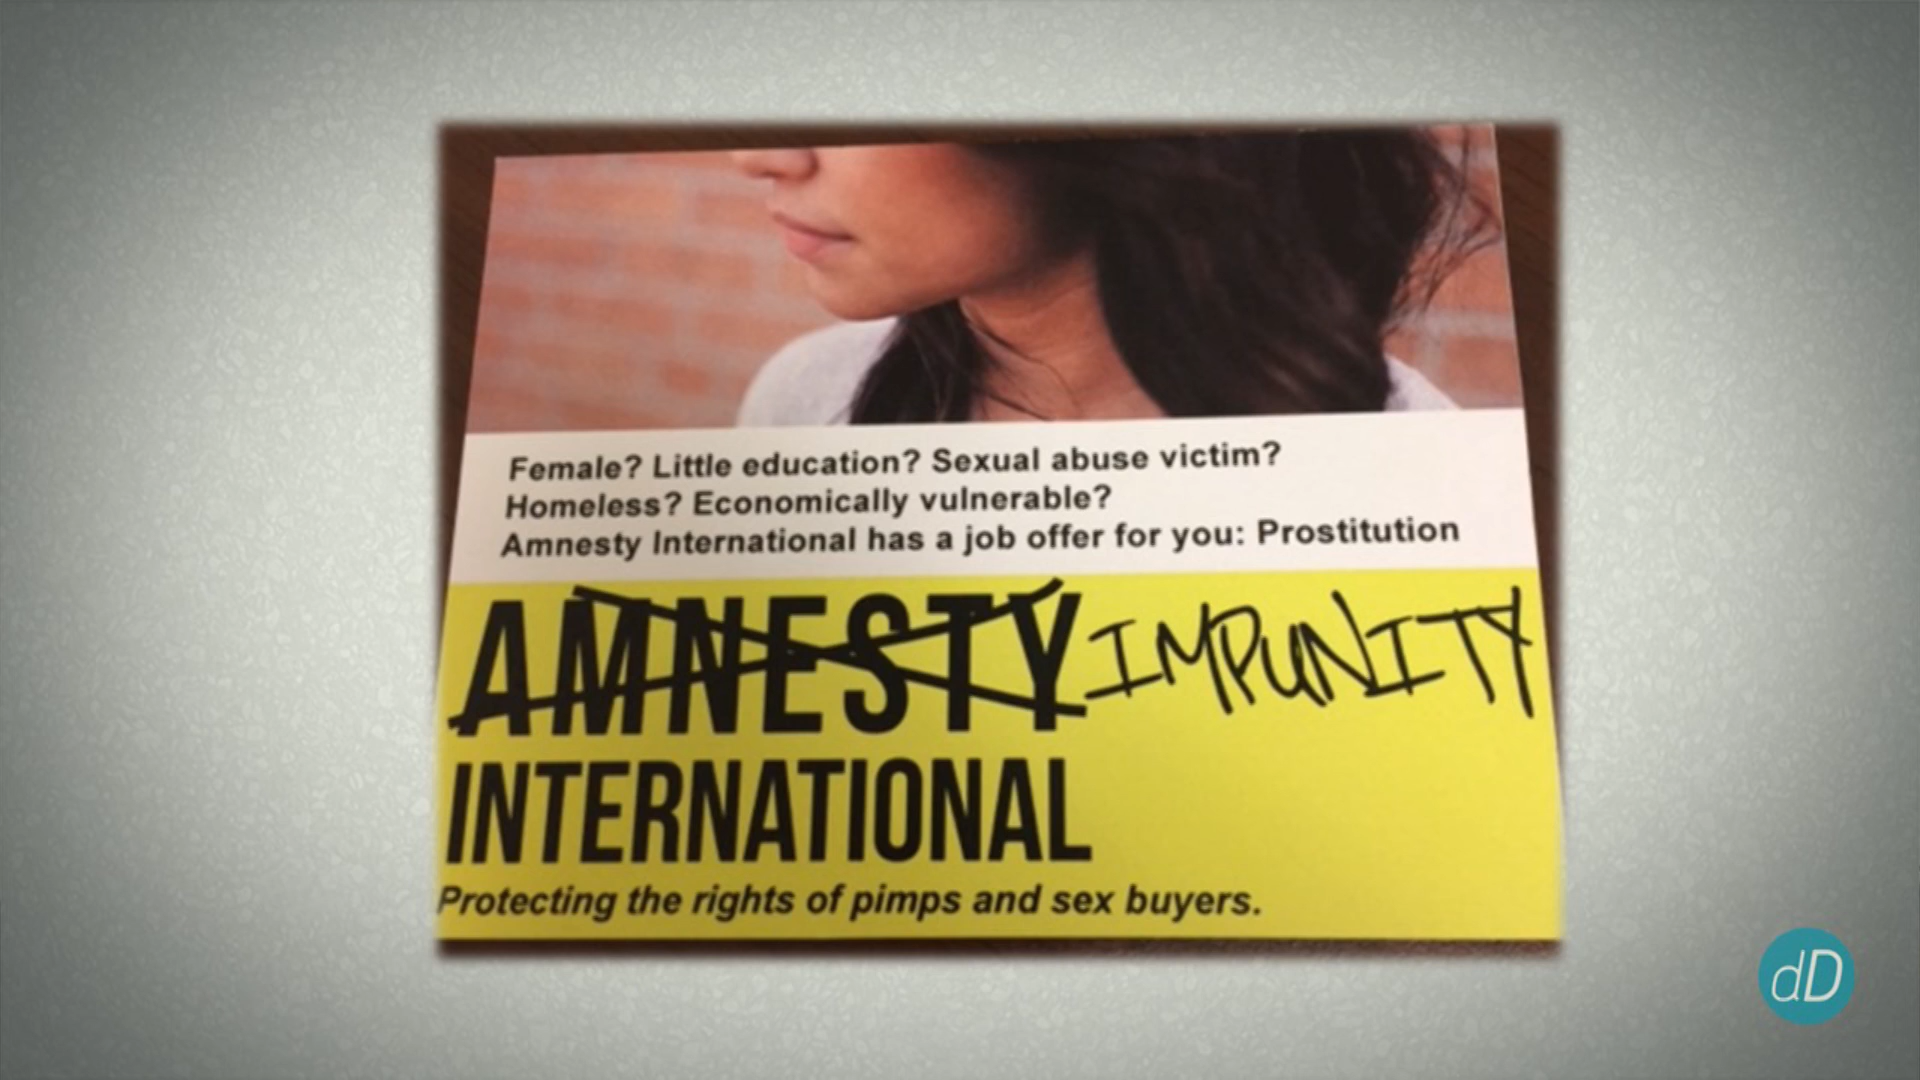 Female? Little education? Sexual abuse victim?
Homeless? Economically vulnerable?
Amnesty International has a job offer for you: Prostitution
AMNESTY IMPUNITY
INTERNATIONAL
Protecting the rights of pimps and sex buyers.
dD